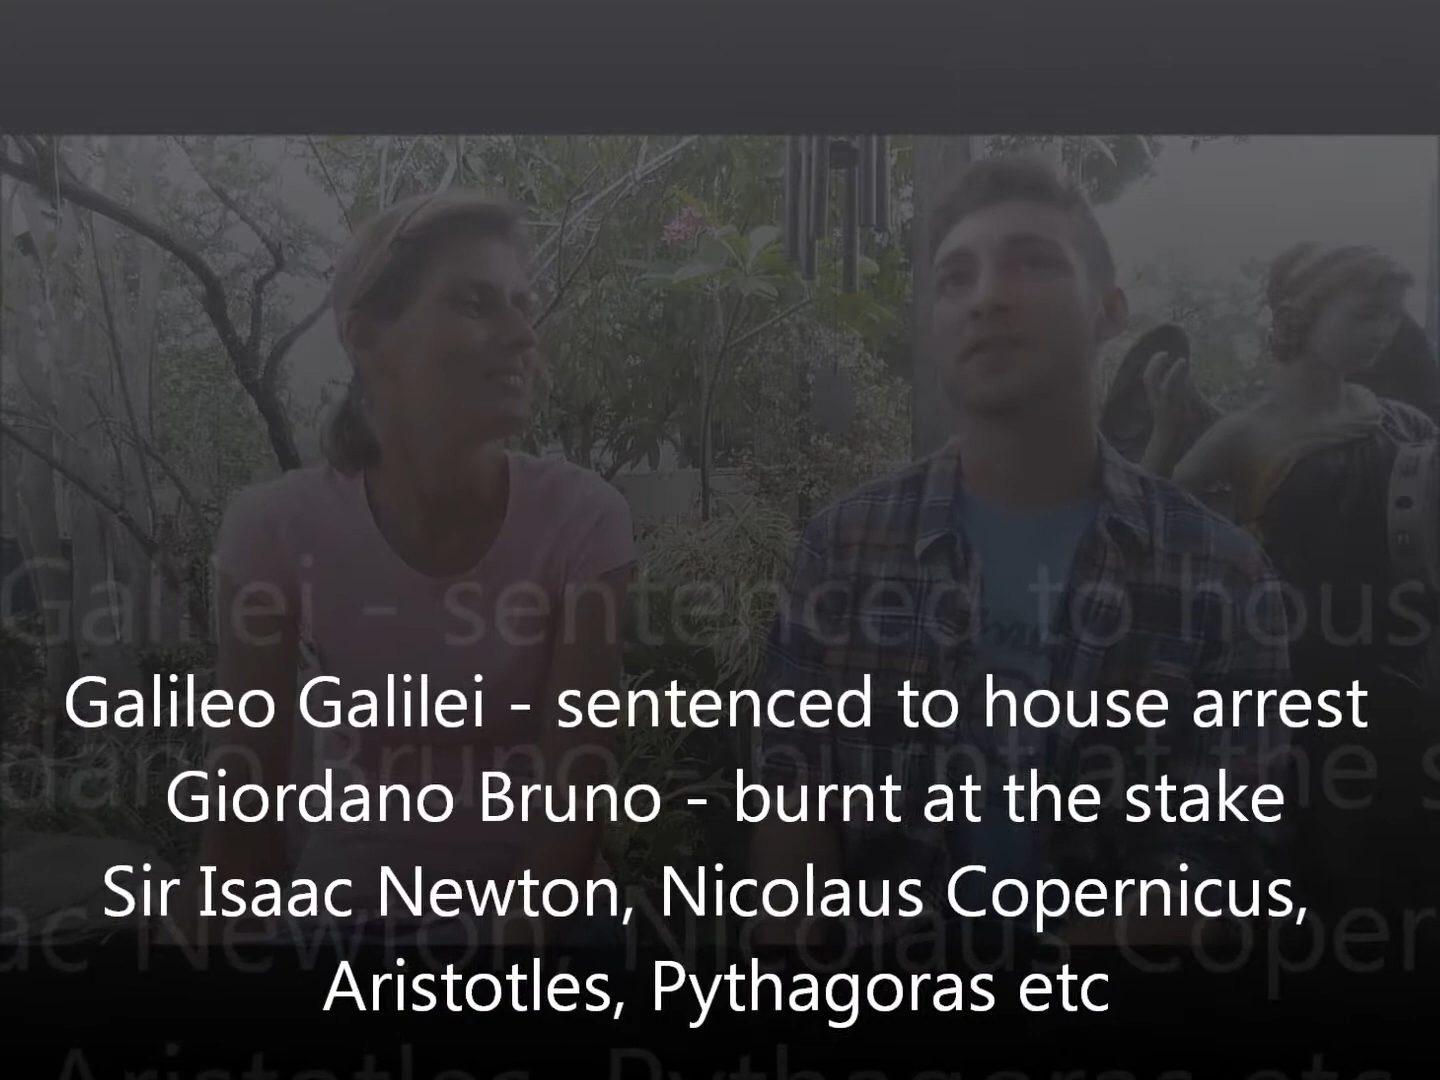 Galileo Galilei - sentenced to house arrest
Giordano Bruno - burnt at the stake
Sir Isaac Newton, Nicolaus Copernicus,
Aristotles, Pythagoras etc